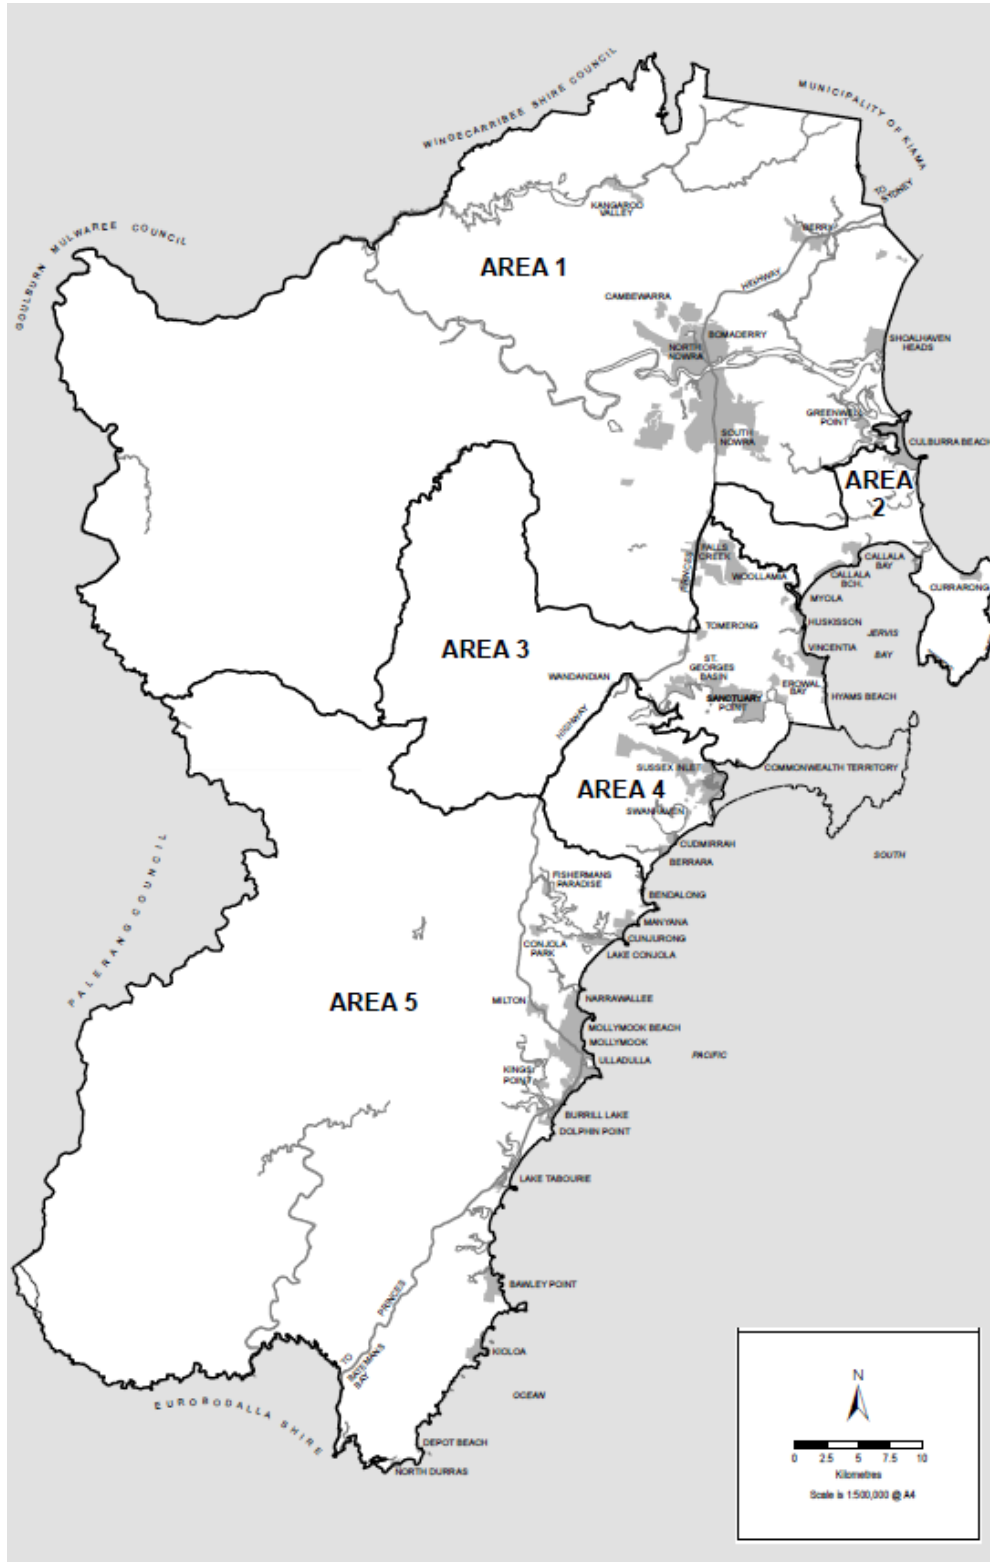 WINGECARRIBEE SHIRE COUNCIL
MUNICIPALITY OF KIAMA
TO
SYDNEY
KANGAROO
VALLEY
GOULBURN MULWAREE COUNCIL
BERRY
AREA 1
HIGHWAY
CAMBEWARRA
BOMADERRY
SHOALHAVEN
HEADS
NORTH
NOWRA
GREENWELL
POINT
SOUTH
NOWRA
CULBURRA BEACH
AREA
2
FALLS
CREEK
PRINCES
WOOLLAMIA
CALLALA
BAY
CALLALA
BCH.
CURRARONG
MYOLA
HUSKISSON
JERVIS
BAY
TOMERONG
VINCENTIA
AREA 3
ST.
GEORGES
BASIN
WANDANDIAN
EROWAL
BAY
SANCTUARY
POINT
HYAMS BEACH
HIGHWAY
SUSSEX INLET
COMMONWEALTH TERRITORY
AREA 4
SWANHAVEN
CUDMIRRAH
SOUTH
BERRARA
PALERANG COUNCIL
FISHERMANS
PARADISE
BENDALONG
MANYANA
CUNJURONG
CONJOLA
PARK
LAKE CONJOLA
AREA 5
MILTON
NARRAWALLEE
MOLLYMOOK BEACH
MOLLYMOOK
PACIFIC
ULLADULLA
KINGS
POINT
BURRILL LAKE
DOLPHIN POINT
LAKE TABOURIE
BAWLEY POINT
PRINCES
KIOLOA
TO
BATEMANS
BAY
OCEAN
EUROBODALLA SHIRE
DEPOT BEACH
NORTH DURRAS
N
0 2.5 5 7.5 10
Kilometres
Scale is 1:500,000 @ A4